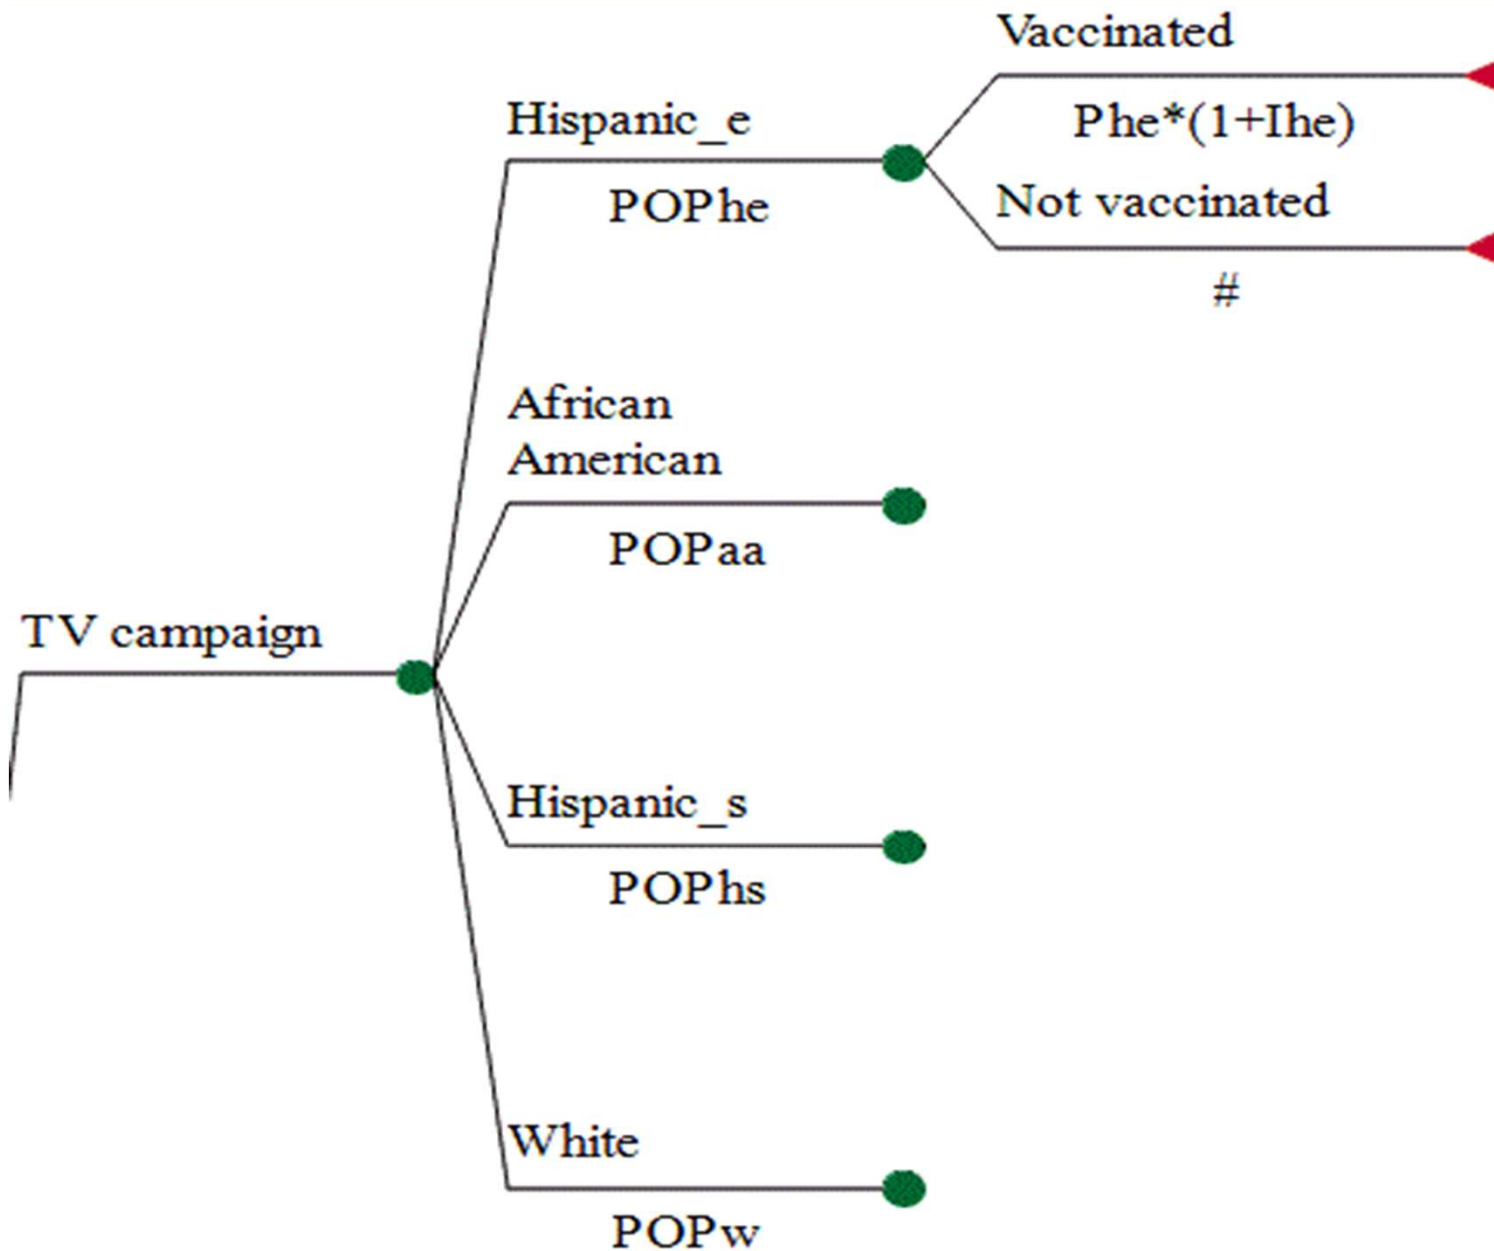 Vaccinated
Phe*(1+Ihe)
Hispanic_e
POPhe
Not vaccinated
#
African
American
POPaa
TV campaign
Hispanic_s
POPhs
White
POPw